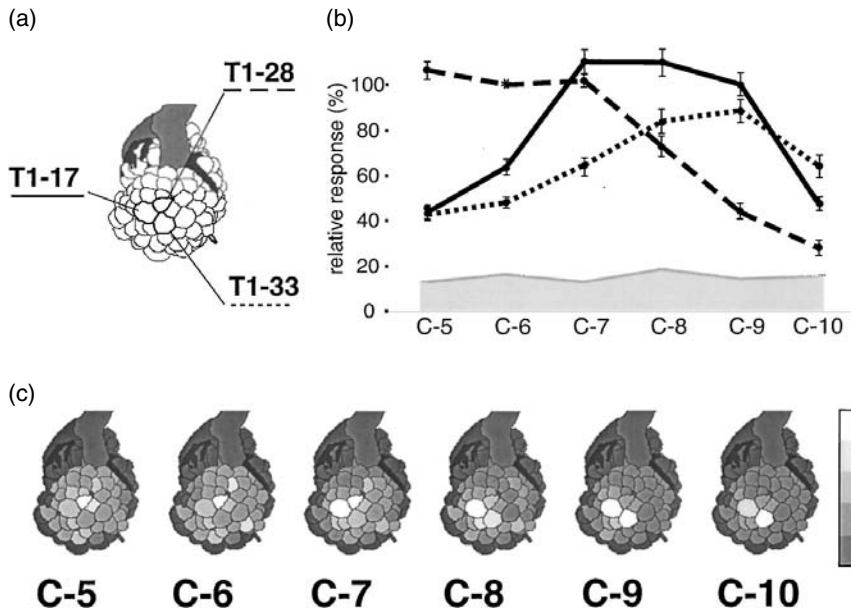 (a)
T1-28
T1-17
T1-33
(b)
relative response (%)
100
80
60
40
20
0
C-5 C-6 C-7 C-8 C-9 C-10
(c)
C-5 C-6 C-7 C-8 C-9 C-10